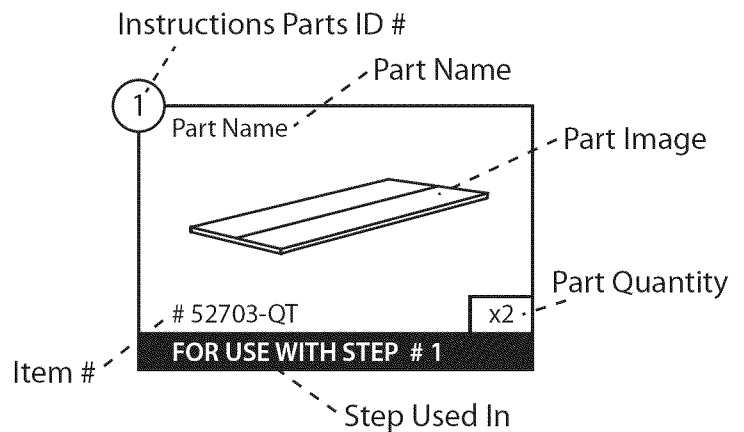 Instructions Parts ID #
Part Name
1
Part Name
Part Image
Part Quantity
# 52703-QT
x2
FOR USE WITH STEP # 1
Item #
Step Used In